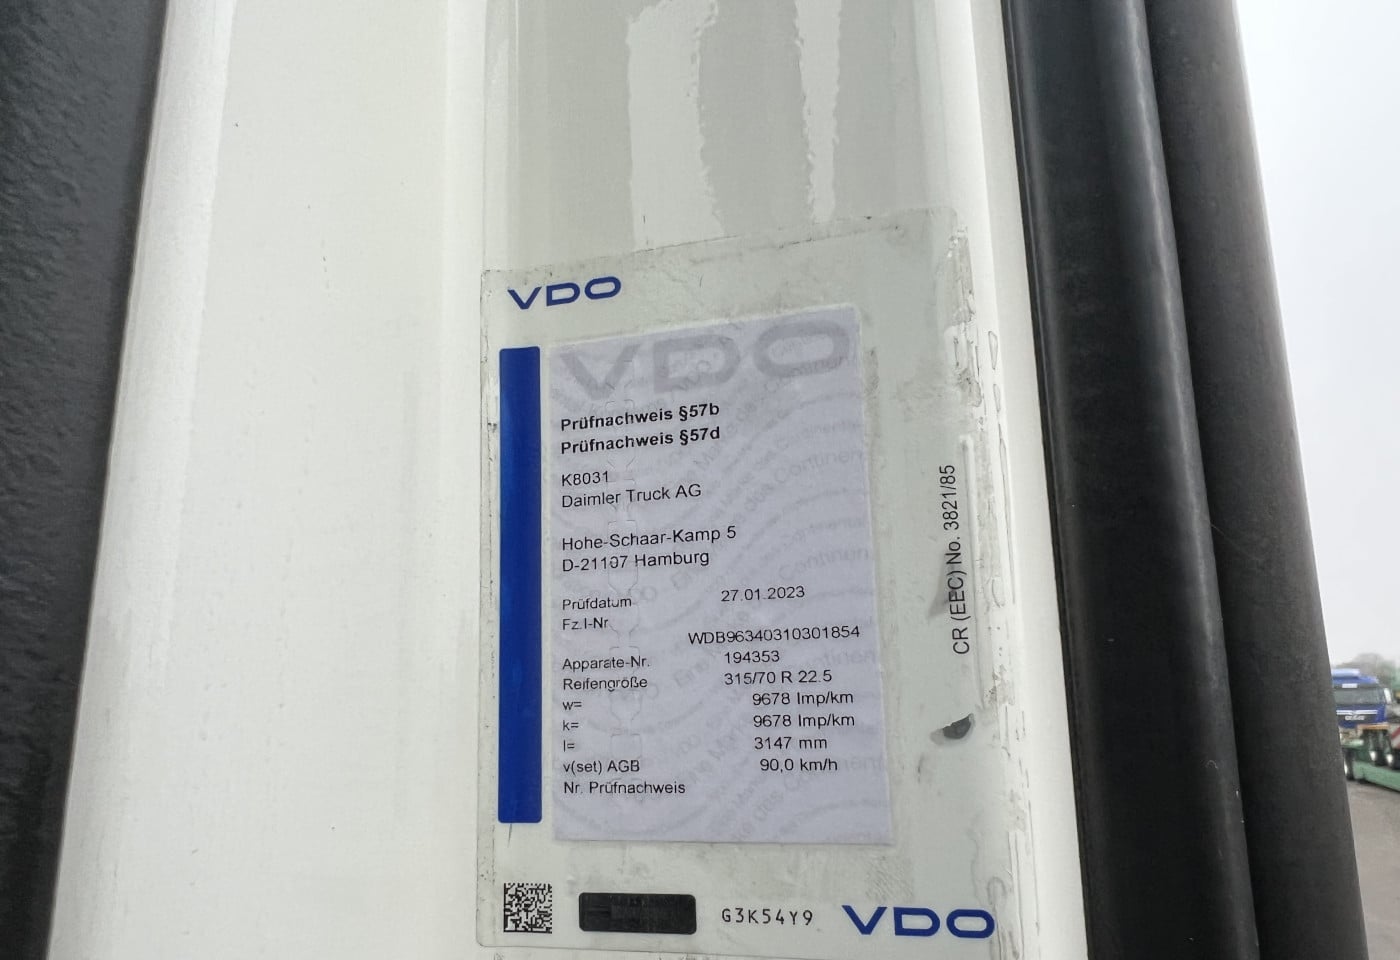 VDO
VDO
Prüfnachweis §57b
Prüfnachweis §57d
K8031
Daimler Truck AG
Hohe-Schaar-Kamp 5
D-21107 Hamburg
Prüfdatum 27.01.2023
Fz.I-Nr.
WDB96340310301854
Apparate-Nr. 194353
Reifengröße 315/70 R 22.5
w= 9678 Imp/km
k= 9678 Imp/km
l= 3147 mm
v(set) AGB 90,0 km/h
Nr. Prüfnachweis
CR (EEC) No. 3821/85
G3K54Y9
VDO